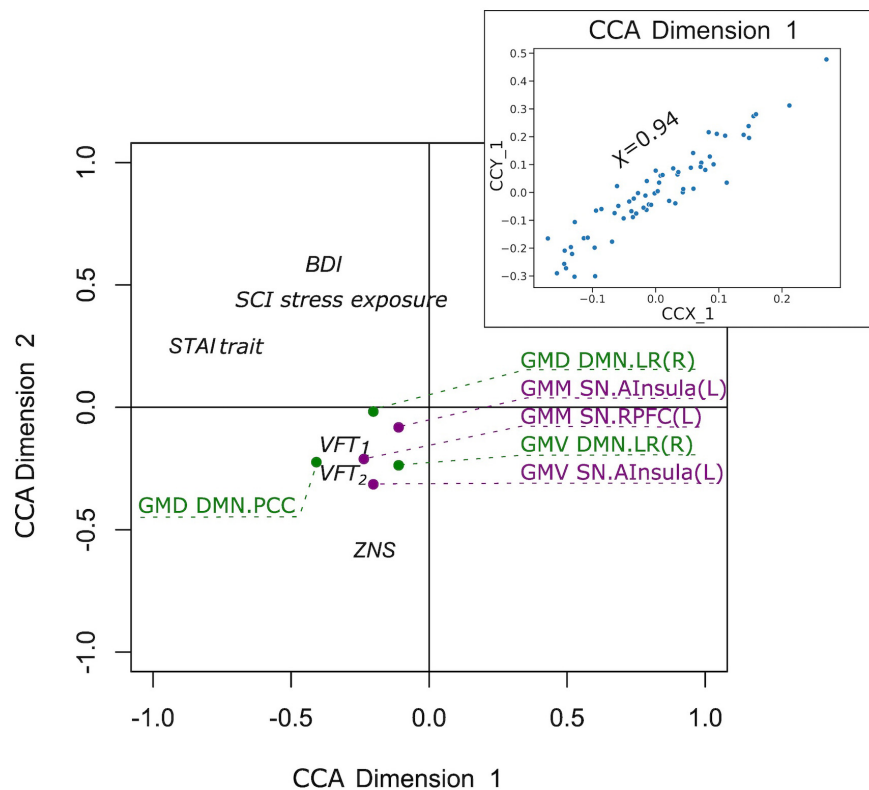 CCA Dimension 1
0.5
0.4
0.3
0.2
0.1
0.0
−0.1
−0.2
−0.3
CCY_1
X=0.94
−0.1 0.0 0.1 0.2
CCX_1
1.0
0.5
0.0
-0.5
-1.0
CCA Dimension 2
BDI
SCI stress exposure
STAI trait
GMD DMN.LR(R)
GMM SN.AInsula(L)
GMM SN.RPFC(L)
GMV DMN.LR(R)
GMV SN.AInsula(L)
VFT1
VFT2
GMD DMN.PCC
ZNS
-1.0 -0.5 0.0 0.5 1.0
CCA Dimension 1